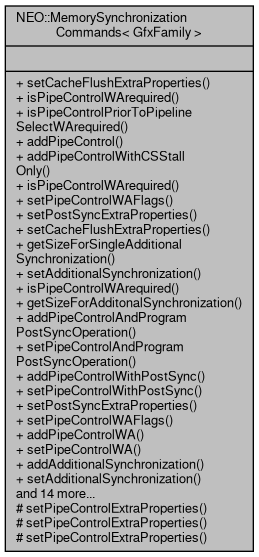 NEO::MemorySynchronization
Commands< GfxFamily >
+ setCacheFlushExtraProperties()
+ isPipeControlWArequired()
+ isPipeControlPriorToPipeline
SelectWArequired()
+ addPipeControl()
+ addPipeControlWithCSStall
Only()
+ isPipeControlWArequired()
+ setPipeControlWAFlags()
+ setPostSyncExtraProperties()
+ setCacheFlushExtraProperties()
+ getSizeForSingleAdditional
Synchronization()
+ setAdditionalSynchronization()
+ isPipeControlWArequired()
+ getSizeForAdditonalSynchronization()
+ addPipeControlAndProgram
PostSyncOperation()
+ setPipeControlAndProgram
PostSyncOperation()
+ addPipeControlWithPostSync()
+ setPipeControlWithPostSync()
+ setPostSyncExtraProperties()
+ setPipeControlWAFlags()
+ addPipeControlWA()
+ setPipeControlWA()
+ addAdditionalSynchronization()
+ setAdditionalSynchronization()
and 14 more...
# setPipeControlExtraProperties()
# setPipeControlExtraProperties()
# setPipeControlExtraProperties()